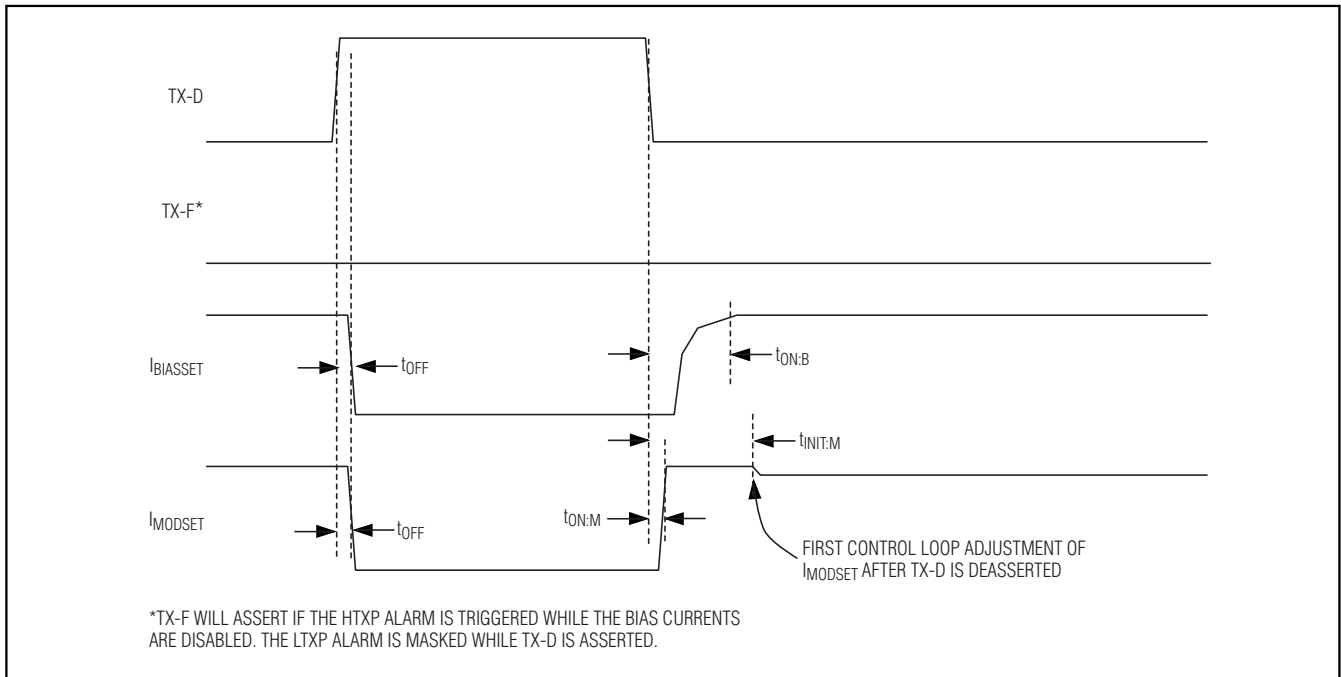 TX-D
TX-F*
IBIASSET
tOFF
tON:B
tINIT:M
IMODSET
tOFF
tON:M
FIRST CONTROL LOOP ADJUSTMENT OF
IMODSET AFTER TX-D IS DEASSERTED
*TX-F WILL ASSERT IF THE HTXP ALARM IS TRIGGERED WHILE THE BIAS CURRENTS
ARE DISABLED. THE LTXP ALARM IS MASKED WHILE TX-D IS ASSERTED.